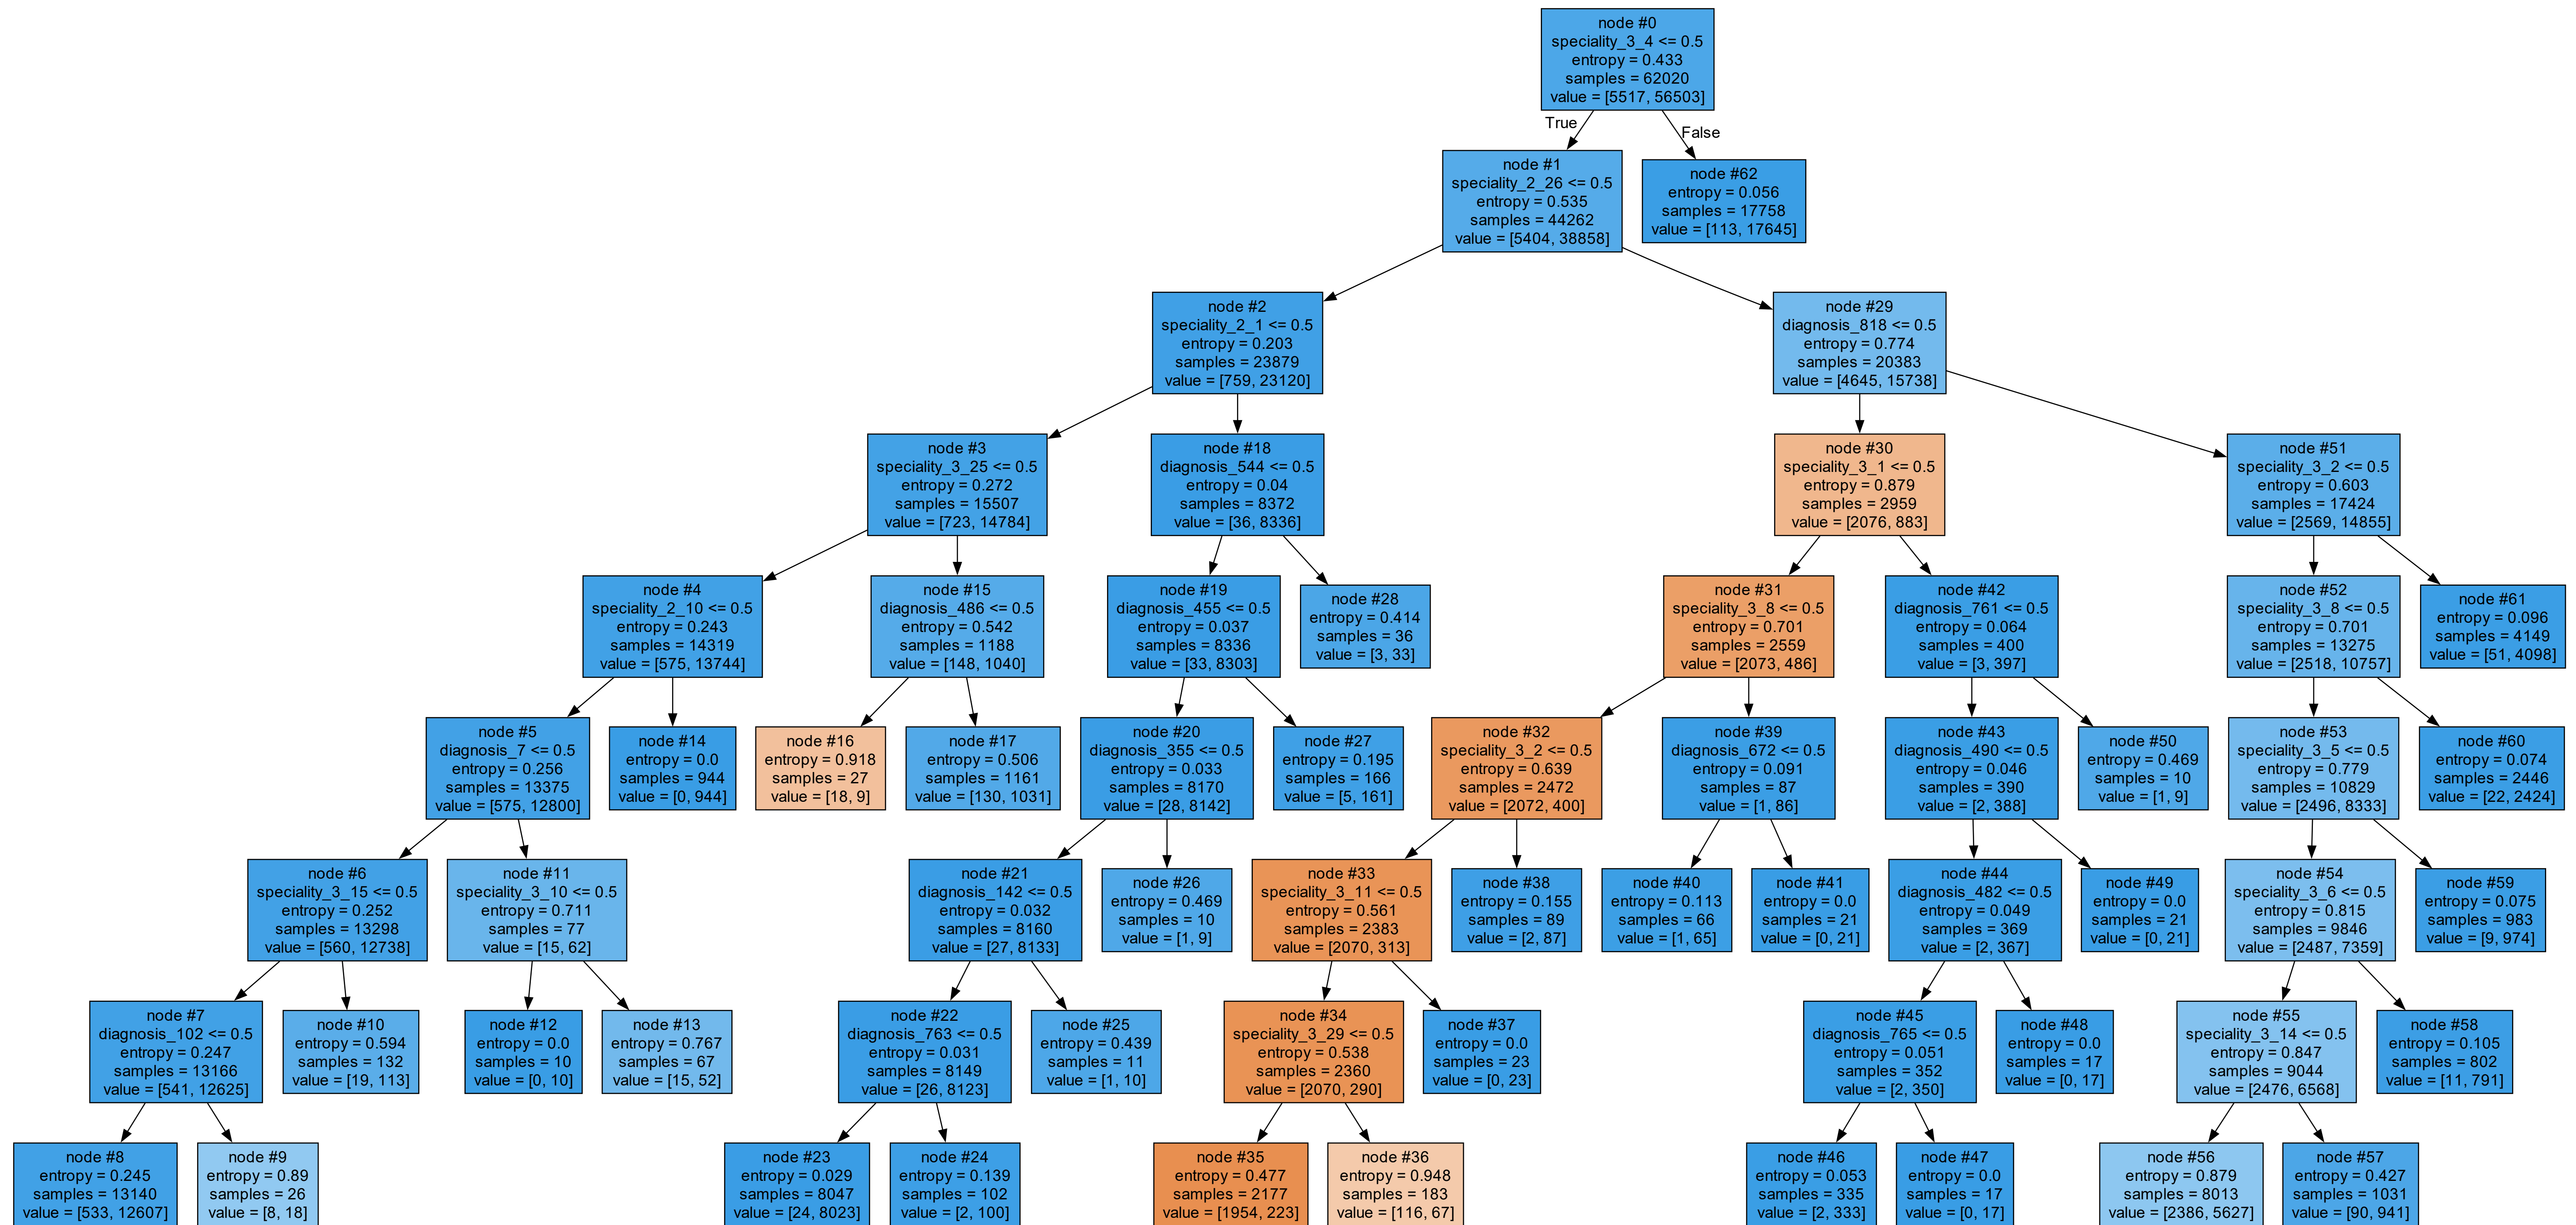 node #0
speciality_3_4 <= 0.5
entropy = 0.433
samples = 62020
value = [5517, 56503]
True
False
node #1
speciality_2_26 <= 0.5
entropy = 0.535
samples = 44262
value = [5404, 38858]
node #62
entropy = 0.056
samples = 17758
value = [113, 17645]
node #2
speciality_2_1 <= 0.5
entropy = 0.203
samples = 23879
value = [759, 23120]
node #29
diagnosis_818 <= 0.5
entropy = 0.774
samples = 20383
value = [4645, 15738]
node #3
speciality_3_25 <= 0.5
entropy = 0.272
samples = 15507
value = [723, 14784]
node #18
diagnosis_544 <= 0.5
entropy = 0.04
samples = 8372
value = [36, 8336]
node #30
speciality_3_1 <= 0.5
entropy = 0.879
samples = 2959
value = [2076, 883]
node #51
speciality_3_2 <= 0.5
entropy = 0.603
samples = 17424
value = [2569, 14855]
node #4
speciality_2_10 <= 0.5
entropy = 0.243
samples = 14319
value = [575, 13744]
node #15
diagnosis_486 <= 0.5
entropy = 0.542
samples = 1188
value = [148, 1040]
node #19
diagnosis_455 <= 0.5
entropy = 0.037
samples = 8336
value = [33, 8303]
node #28
entropy = 0.414
samples = 36
value = [3, 33]
node #31
speciality_3_8 <= 0.5
entropy = 0.701
samples = 2559
value = [2073, 486]
node #42
diagnosis_761 <= 0.5
entropy = 0.064
samples = 400
value = [3, 397]
node #52
speciality_3_8 <= 0.5
entropy = 0.701
samples = 13275
value = [2518, 10757]
node #61
entropy = 0.096
samples = 4149
value = [51, 4098]
node #5
diagnosis_7 <= 0.5
entropy = 0.256
samples = 13375
value = [575, 12800]
node #14
entropy = 0.0
samples = 944
value = [0, 944]
node #16
entropy = 0.918
samples = 27
value = [18, 9]
node #17
entropy = 0.506
samples = 1161
value = [130, 1031]
node #20
diagnosis_355 <= 0.5
entropy = 0.033
samples = 8170
value = [28, 8142]
node #27
entropy = 0.195
samples = 166
value = [5, 161]
node #32
speciality_3_2 <= 0.5
entropy = 0.639
samples = 2472
value = [2072, 400]
node #39
diagnosis_672 <= 0.5
entropy = 0.091
samples = 87
value = [1, 86]
node #43
diagnosis_490 <= 0.5
entropy = 0.046
samples = 390
value = [2, 388]
node #50
entropy = 0.469
samples = 10
value = [1, 9]
node #53
speciality_3_5 <= 0.5
entropy = 0.779
samples = 10829
value = [2496, 8333]
node #60
entropy = 0.074
samples = 2446
value = [22, 2424]
node #6
speciality_3_15 <= 0.5
entropy = 0.252
samples = 13298
value = [560, 12738]
node #11
speciality_3_10 <= 0.5
entropy = 0.711
samples = 77
value = [15, 62]
node #21
diagnosis_142 <= 0.5
entropy = 0.032
samples = 8160
value = [27, 8133]
node #26
entropy = 0.469
samples = 10
value = [1, 9]
node #33
speciality_3_11 <= 0.5
entropy = 0.561
samples = 2383
value = [2070, 313]
node #38
entropy = 0.155
samples = 89
value = [2, 87]
node #40
entropy = 0.113
samples = 66
value = [1, 65]
node #41
entropy = 0.0
samples = 21
value = [0, 21]
node #44
diagnosis_482 <= 0.5
entropy = 0.049
samples = 369
value = [2, 367]
node #49
entropy = 0.0
samples = 21
value = [0, 21]
node #54
speciality_3_6 <= 0.5
entropy = 0.815
samples = 9846
value = [2487, 7359]
node #59
entropy = 0.075
samples = 983
value = [9, 974]
node #7
diagnosis_102 <= 0.5
entropy = 0.247
samples = 13166
value = [541, 12625]
node #10
entropy = 0.594
samples = 132
value = [19, 113]
node #12
entropy = 0.0
samples = 10
value = [0, 10]
node #13
entropy = 0.767
samples = 67
value = [15, 52]
node #22
diagnosis_763 <= 0.5
entropy = 0.031
samples = 8149
value = [26, 8123]
node #25
entropy = 0.439
samples = 11
value = [1, 10]
node #34
speciality_3_29 <= 0.5
entropy = 0.538
samples = 2360
value = [2070, 290]
node #37
entropy = 0.0
samples = 23
value = [0, 23]
node #45
diagnosis_765 <= 0.5
entropy = 0.051
samples = 352
value = [2, 350]
node #48
entropy = 0.0
samples = 17
value = [0, 17]
node #55
speciality_3_14 <= 0.5
entropy = 0.847
samples = 9044
value = [2476, 6568]
node #58
entropy = 0.105
samples = 802
value = [11, 791]
node #8
entropy = 0.245
samples = 13140
value = [533, 12607]
node #9
entropy = 0.89
samples = 26
value = [8, 18]
node #23
entropy = 0.029
samples = 8047
value = [24, 8023]
node #24
entropy = 0.139
samples = 102
value = [2, 100]
node #35
entropy = 0.477
samples = 2177
value = [1954, 223]
node #36
entropy = 0.948
samples = 183
value = [116, 67]
node #46
entropy = 0.053
samples = 335
value = [2, 333]
node #47
entropy = 0.0
samples = 17
value = [0, 17]
node #56
entropy = 0.879
samples = 8013
value = [2386, 5627]
node #57
entropy = 0.427
samples = 1031
value = [90, 941]